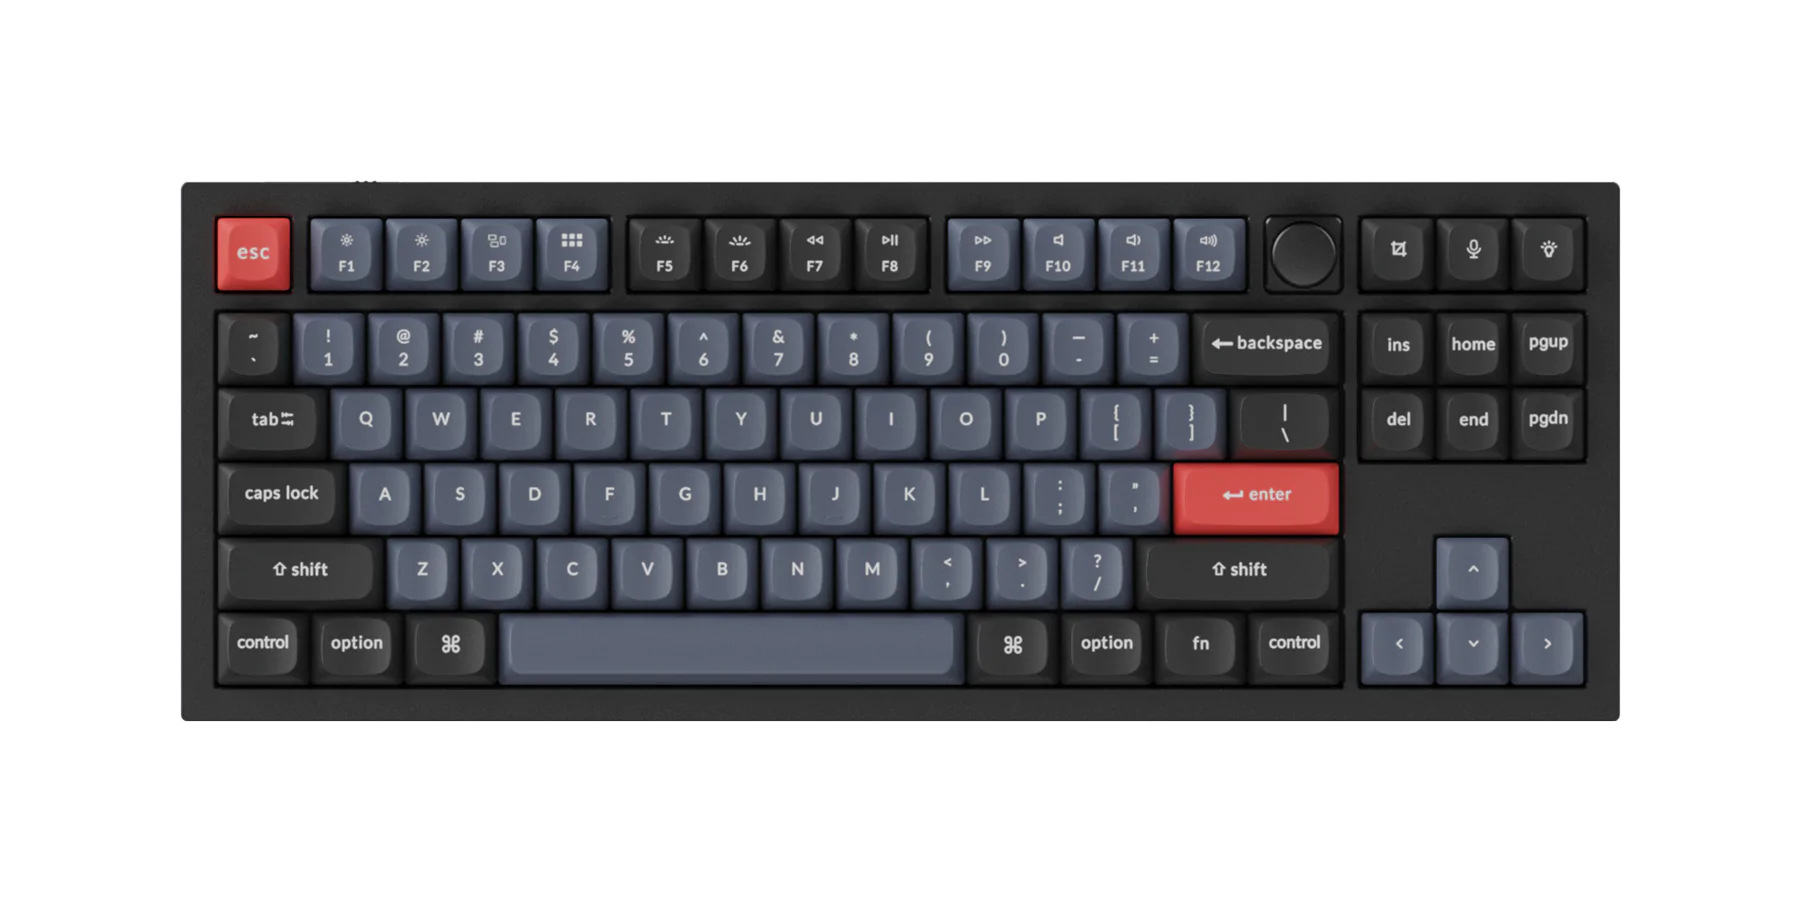 esc F1 F2 F3 F4 F5 F6 F7 F8 F9 F10 F11 F12
~ ! @ # $ % ^ & * ( ) — +
` 1 2 3 4 5 6 7 8 9 0 - = ← backspace ins home pgup
tab Q W E R T Y U I O P { } |
[ ] \ del end pgdn
caps lock A S D F G H J K L : "
; ' ↵ enter
⇧ shift Z X C V B N M < > ?
, . / ⇧ shift ^
control option ⌘ ⌘ option fn control < ⌄ >